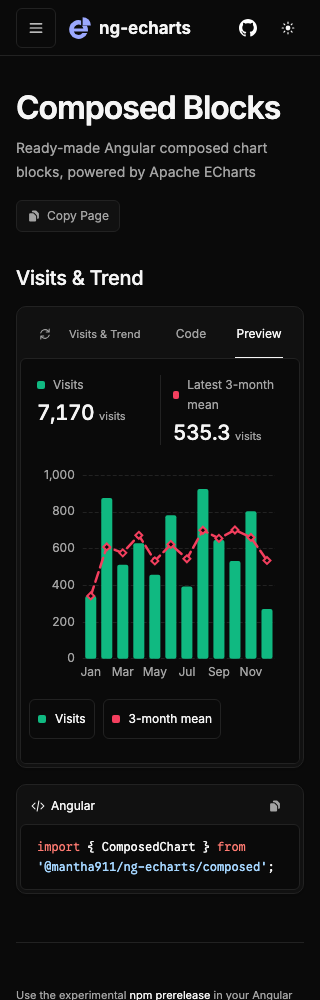 ng-echarts
Composed Blocks
Ready-made Angular composed chart
blocks, powered by Apache ECharts
Copy Page
Visits & Trend
Visits & Trend
Code
Preview
Visits
7,170 visits
Latest 3-month
mean
535.3 visits
1,000
800
600
400
200
0
Jan Mar May Jul Sep Nov
Visits
3-month mean
Angular
import { ComposedChart } from
'@mantha911/ng-echarts/composed';
Use the experimental npm prerelease in your Angular